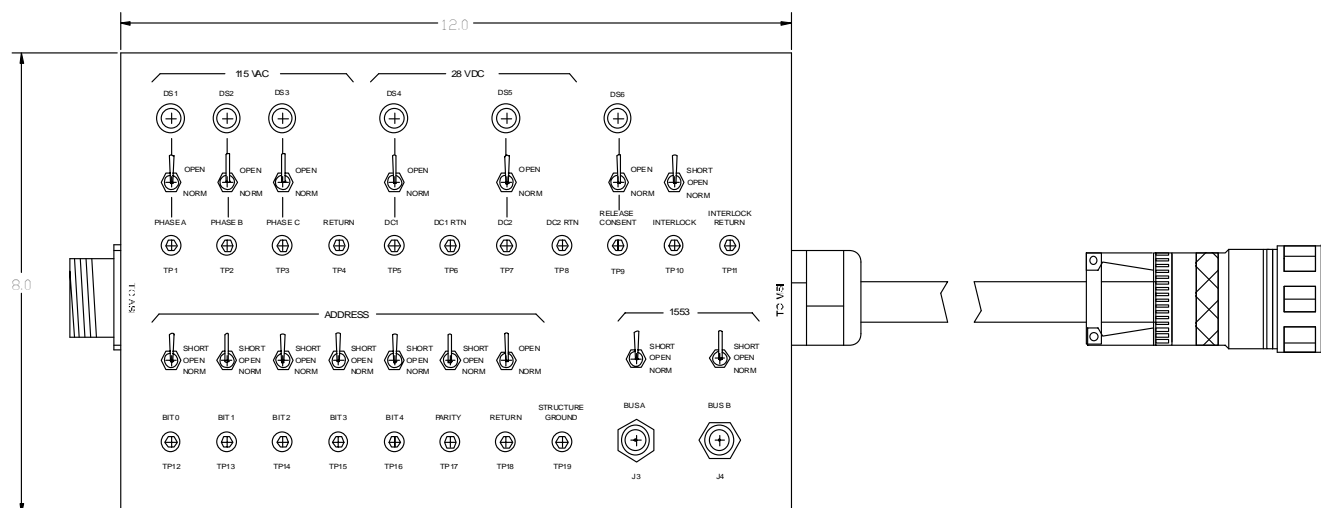 12.0
8.0
115 VAC
28 VDC
DS1 DS2 DS3 DS4 DS5 DS6
OPEN OPEN OPEN OPEN OPEN OPEN SHORT
OPEN
NORM NORM NORM NORM NORM NORM NORM
PHASE A PHASE B PHASE C RETURN DC1 DC1 RTN DC2 DC2 RTN RELEASE CONSENT INTERLOCK INTERLOCK RETURN
TP1 TP2 TP3 TP4 TP5 TP6 TP7 TP8 TP9 TP10 TP11
ADDRESS
1553
SHORT SHORT SHORT SHORT SHORT SHORT OPEN SHORT SHORT
OPEN OPEN OPEN OPEN OPEN OPEN OPEN OPEN
NORM NORM NORM NORM NORM NORM NORM NORM NORM
BIT 0 BIT 1 BIT 2 BIT 3 BIT 4 PARITY RETURN STRUCTURE GROUND BUS A BUS B
TP12 TP13 TP14 TP15 TP16 TP17 TP18 TP19 J3 J4